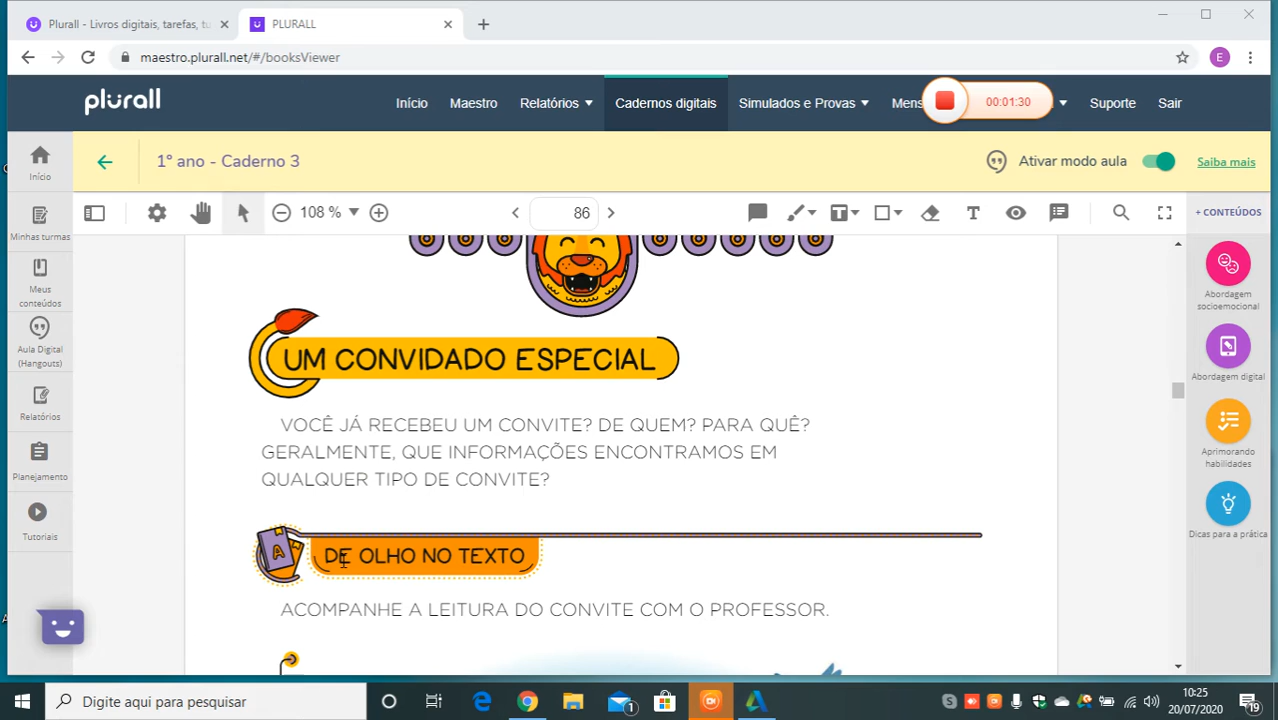 Plurall - Livros digitais, tarefas, tu
PLURALL
maestro.plurall.net/#/booksViewer
E
plurall
Início
Maestro
Relatórios
Cadernos digitais
Simulados e Provas
Mens
00:01:30
Suporte
Sair
Início
1º ano - Caderno 3
Ativar modo aula
Saiba mais
108 %
86
T
T
+ CONTEÚDOS
Minhas turmas
Meus
conteúdos
Aula Digital
(Hangouts)
Relatórios
Planejamento
Tutoriais
UM CONVIDADO ESPECIAL
VOCÊ JÁ RECEBEU UM CONVITE? DE QUEM? PARA QUÊ?
GERALMENTE, QUE INFORMAÇÕES ENCONTRAMOS EM
QUALQUER TIPO DE CONVITE?
A
DE OLHO NO TEXTO
ACOMPANHE A LEITURA DO CONVITE COM O PROFESSOR.
Abordagem
socioemocional
Abordagem digital
Aprimorando
habilidades
Dicas para a prática
Digite aqui para pesquisar
1
10:25
20/07/2020
19